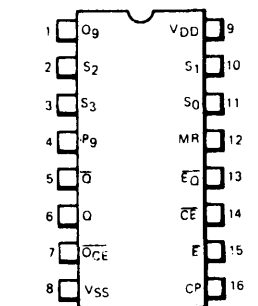 1 O9 VDD 9
2 S2 S1 10
3 S3 S0 11
4 P9 MR 12
5 Q̅ E̅O̅ 13
6 Q C̅E̅ 14
7 O̅C̅E̅ E̅ 15
8 VSS CP 16